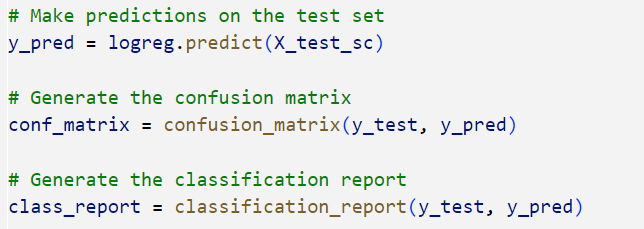 # Make predictions on the test set
y_pred = logreg.predict(X_test_sc)
# Generate the confusion matrix
conf_matrix = confusion_matrix(y_test, y_pred)
# Generate the classification report
class_report = classification_report(y_test, y_pred)